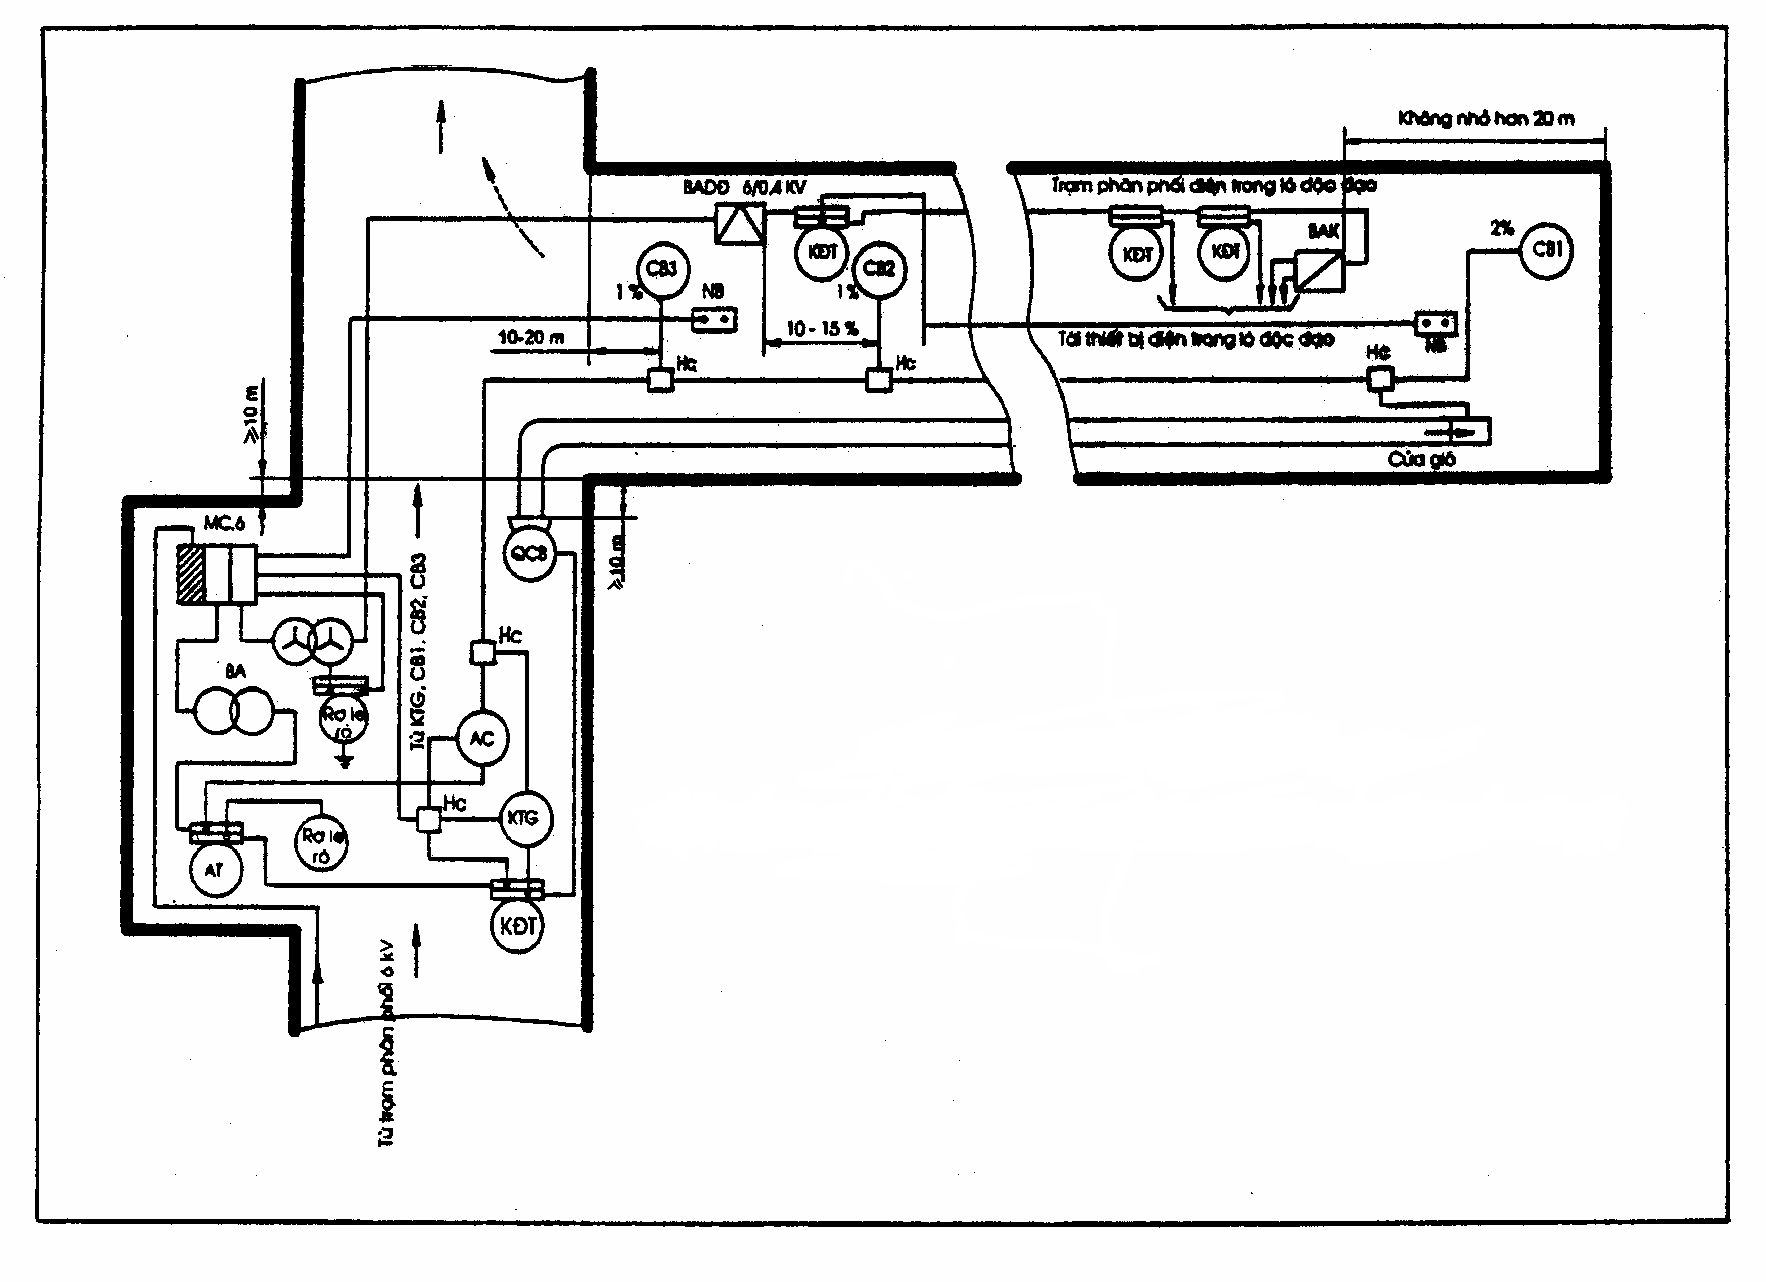 Không nhỏ hơn 20 m
BADĐ 6/0,4 KV
Trạm phân phối điện trong lò độc đạo
KĐT
KĐT
KĐT
BAK
2%
CB1
CB3
CB2
1 %
NB
1 %
10-20 m
10 - 15 %
Tới thiết bị điện trong lò độc đạo
NB
Hc
Hc
Hc
≥10 m
Cửa gió
MC.6
QCB
≥10 m
Từ KTG, CB1, CB2, CB3
Hc
BA
Rơ le
rò
AC
Hc
KTG
Rơ le
rò
AT
KĐT
Từ trạm phân phối 6 kV